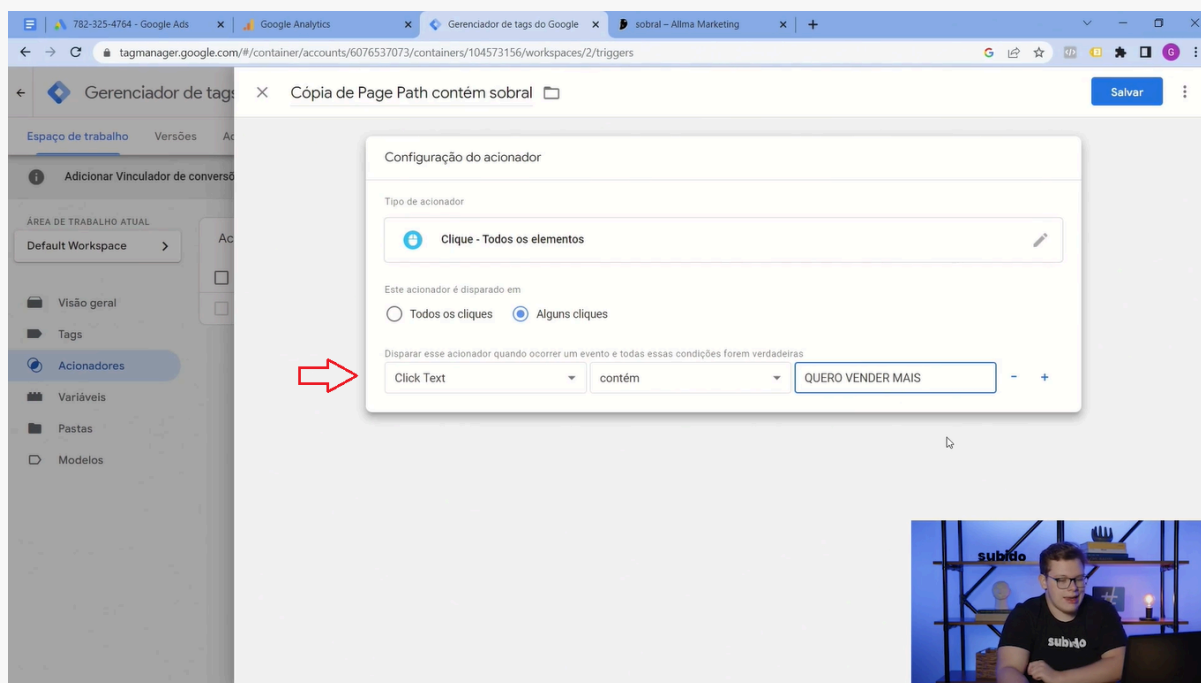 782-325-4764 - Google Ads
Google Analytics
Gerenciador de tags do Google
sobral – Allma Marketing
tagmanager.google.com/#/container/accounts/6076537073/containers/104573156/workspaces/2/triggers
G
Gerenciador de tags
Cópia de Page Path contém sobral
Salvar
Espaço de trabalho
Versões
Configuração do acionador
Adicionar Vinculador de
Tipo de acionador
ÁREA DE TRABALHO ATUAL
Default Workspace
Clique - Todos os elementos
Este acionador é disparado em
Visão geral
Todos os cliques
Alguns cliques
Tags
Disparar esse acionador quando ocorrer um evento e todas essas condições forem verdadeiras
Acionadores
Click Text
contém
QUERO VENDER MAIS
Variáveis
Pastas
Modelos
subido
subido